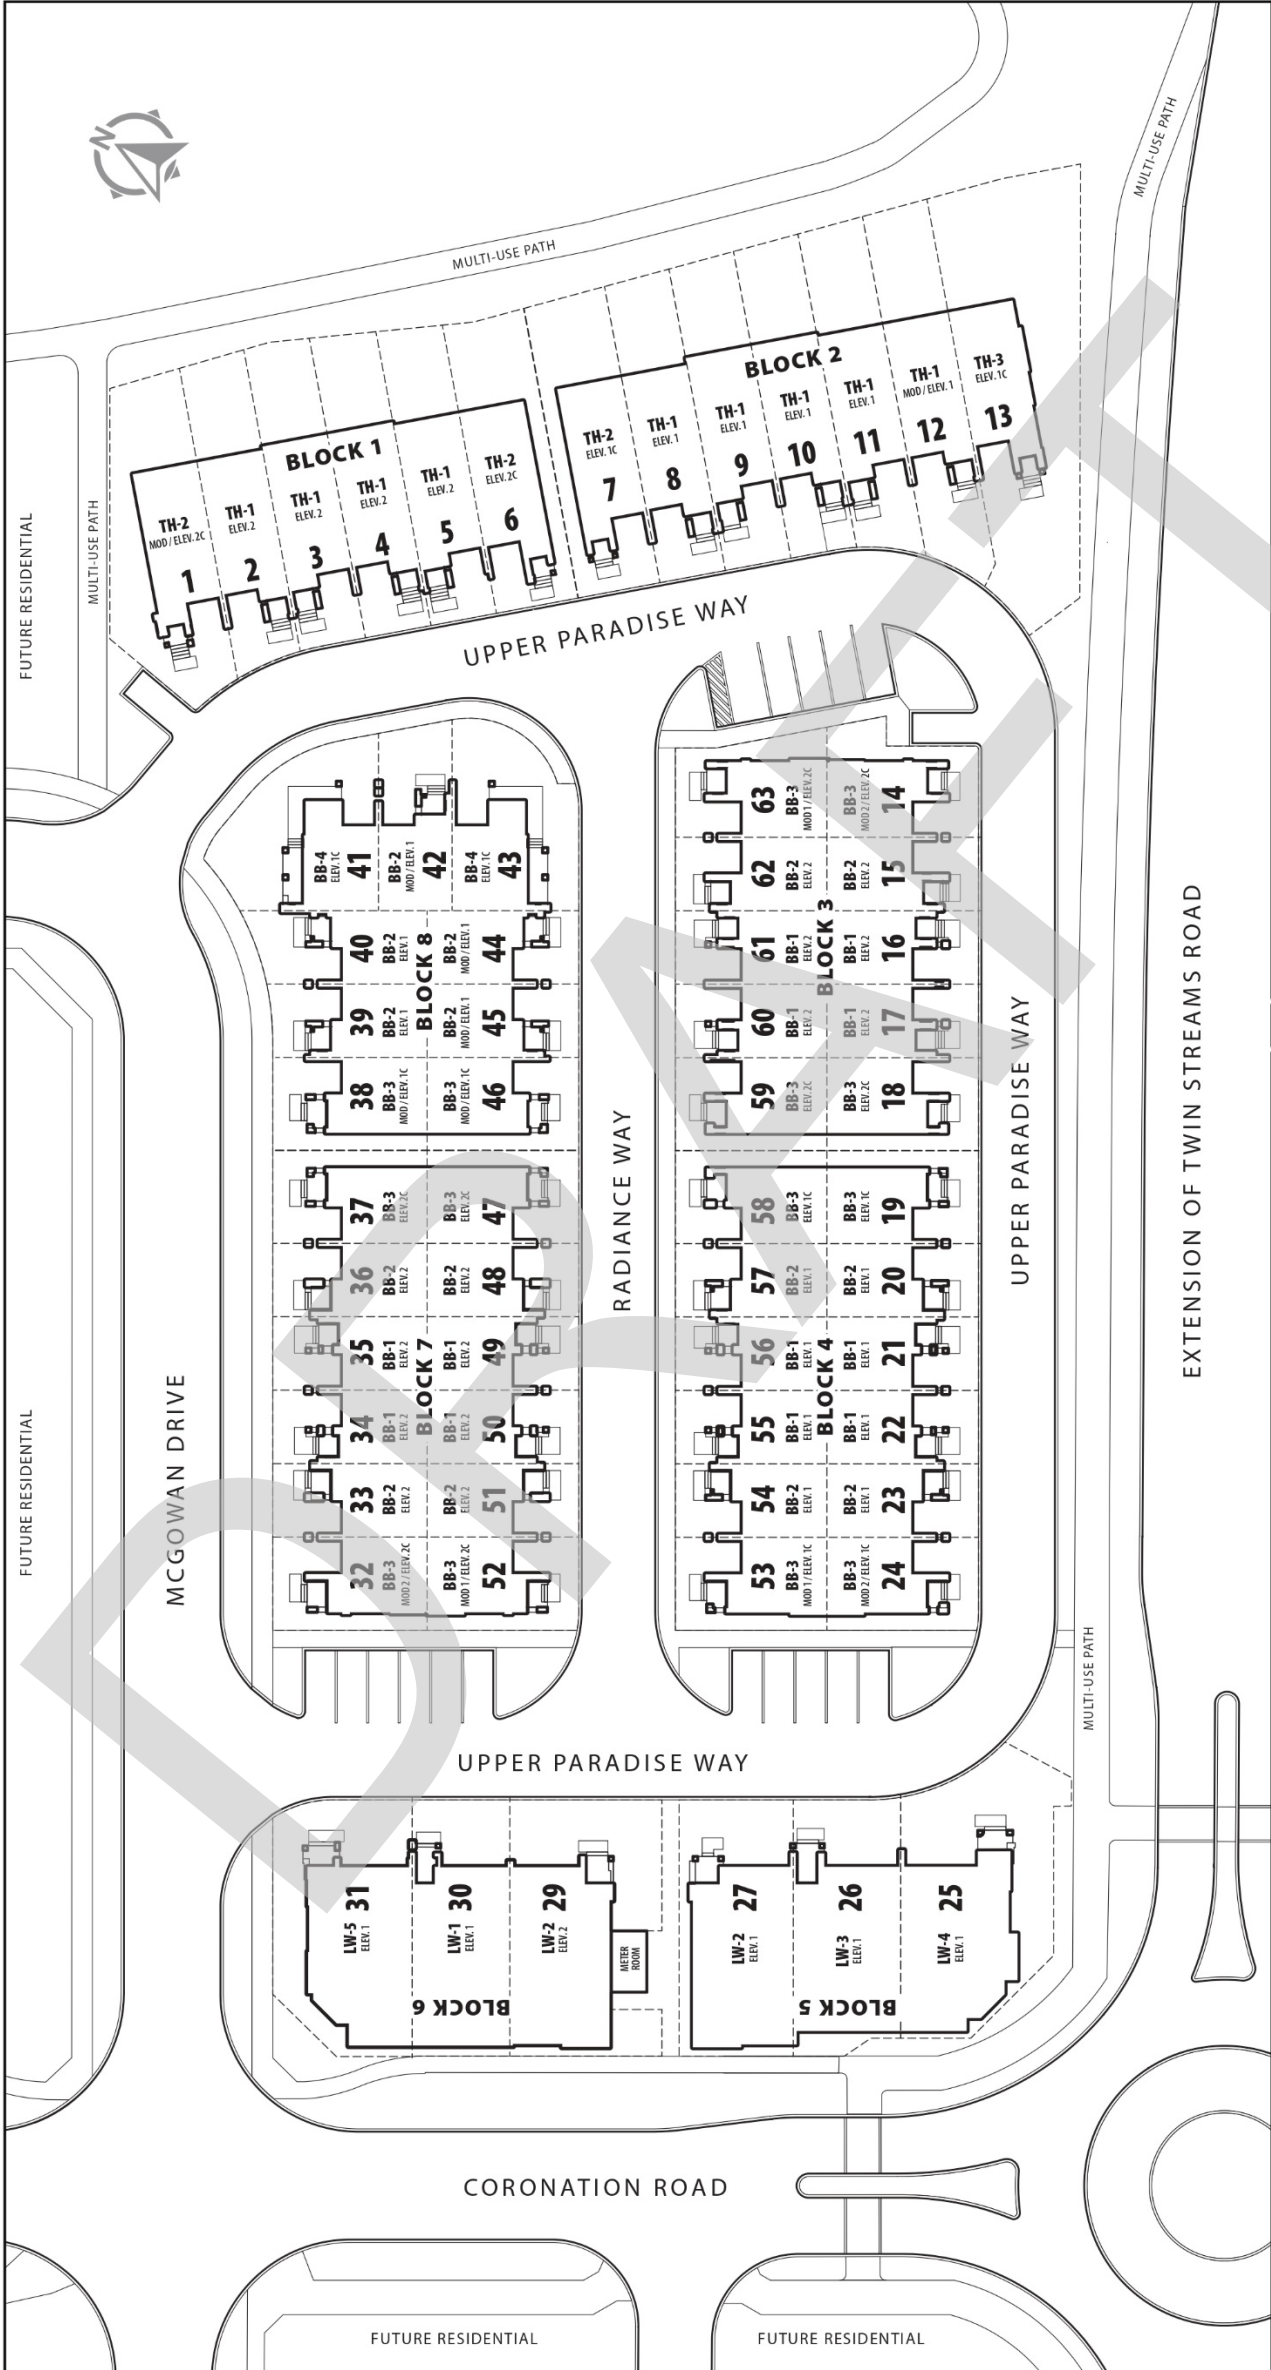 N
MULTI-USE PATH
MULTI-USE PATH
MULTI-USE PATH
FUTURE RESIDENTIAL
BLOCK 1
TH-2
MOD / ELEV. 2C
1
TH-1
ELEV. 2
2
TH-1
ELEV. 2
3
TH-1
ELEV. 2
4
TH-1
ELEV. 2
5
TH-2
ELEV. 2C
6
BLOCK 2
TH-2
ELEV. 1C
7
TH-1
ELEV. 1
8
TH-1
ELEV. 1
9
TH-1
ELEV. 1
10
TH-1
ELEV. 1
11
TH-1
MOD / ELEV. 1
12
TH-3
ELEV. 1C
13
UPPER PARADISE WAY
BLOCK 8
41
BB-4
ELEV. 1C
42
BB-2
MOD / ELEV. 1
43
BB-4
ELEV. 1C
40
BB-2
ELEV. 1
BB-2
MOD / ELEV. 1
44
39
BB-2
ELEV. 1
BB-2
MOD / ELEV. 1
45
38
BB-3
MOD / ELEV. 1C
BB-3
MOD / ELEV. 1C
46
BLOCK 3
63
BB-3
MOD 1 / ELEV. 2C
BB-3
MOD 2 / ELEV. 2C
14
62
BB-2
ELEV. 2
BB-2
ELEV. 2
15
61
BB-1
ELEV. 2
BB-1
ELEV. 2
16
60
BB-1
ELEV. 2
BB-1
ELEV. 2
17
59
BB-3
ELEV. 2C
BB-3
ELEV. 2C
18
BLOCK 7
37
BB-3
ELEV. 2C
BB-3
ELEV. 2C
47
36
BB-2
ELEV. 2
BB-2
ELEV. 2
48
35
BB-1
ELEV. 2
BB-1
ELEV. 2
49
34
BB-1
ELEV. 2
BB-1
ELEV. 2
50
33
BB-2
ELEV. 2
BB-2
ELEV. 2
51
32
BB-3
MOD 2 / ELEV. 2C
BB-3
MOD 1 / ELEV. 2C
52
BLOCK 4
58
BB-3
ELEV. 1C
BB-3
ELEV. 1C
19
57
BB-2
ELEV. 1
BB-2
ELEV. 1
20
56
BB-1
ELEV. 1
BB-1
ELEV. 1
21
55
BB-1
ELEV. 1
BB-1
ELEV. 1
22
54
BB-2
ELEV. 1
BB-2
ELEV. 1
23
53
BB-3
MOD 1 / ELEV. 1C
BB-3
MOD 2 / ELEV. 1C
24
RADIANCE WAY
UPPER PARADISE WAY
EXTENSION OF TWIN STREAMS ROAD
MCGOWAN DRIVE
FUTURE RESIDENTIAL
MULTI-USE PATH
DRAFT
UPPER PARADISE WAY
31
LW-5
ELEV. 1
30
LW-1
ELEV. 1
29
LW-2
ELEV. 2
METER
ROOM
BLOCK 6
27
LW-2
ELEV. 1
26
LW-3
ELEV. 1
25
LW-4
ELEV. 1
BLOCK 5
CORONATION ROAD
FUTURE RESIDENTIAL
FUTURE RESIDENTIAL